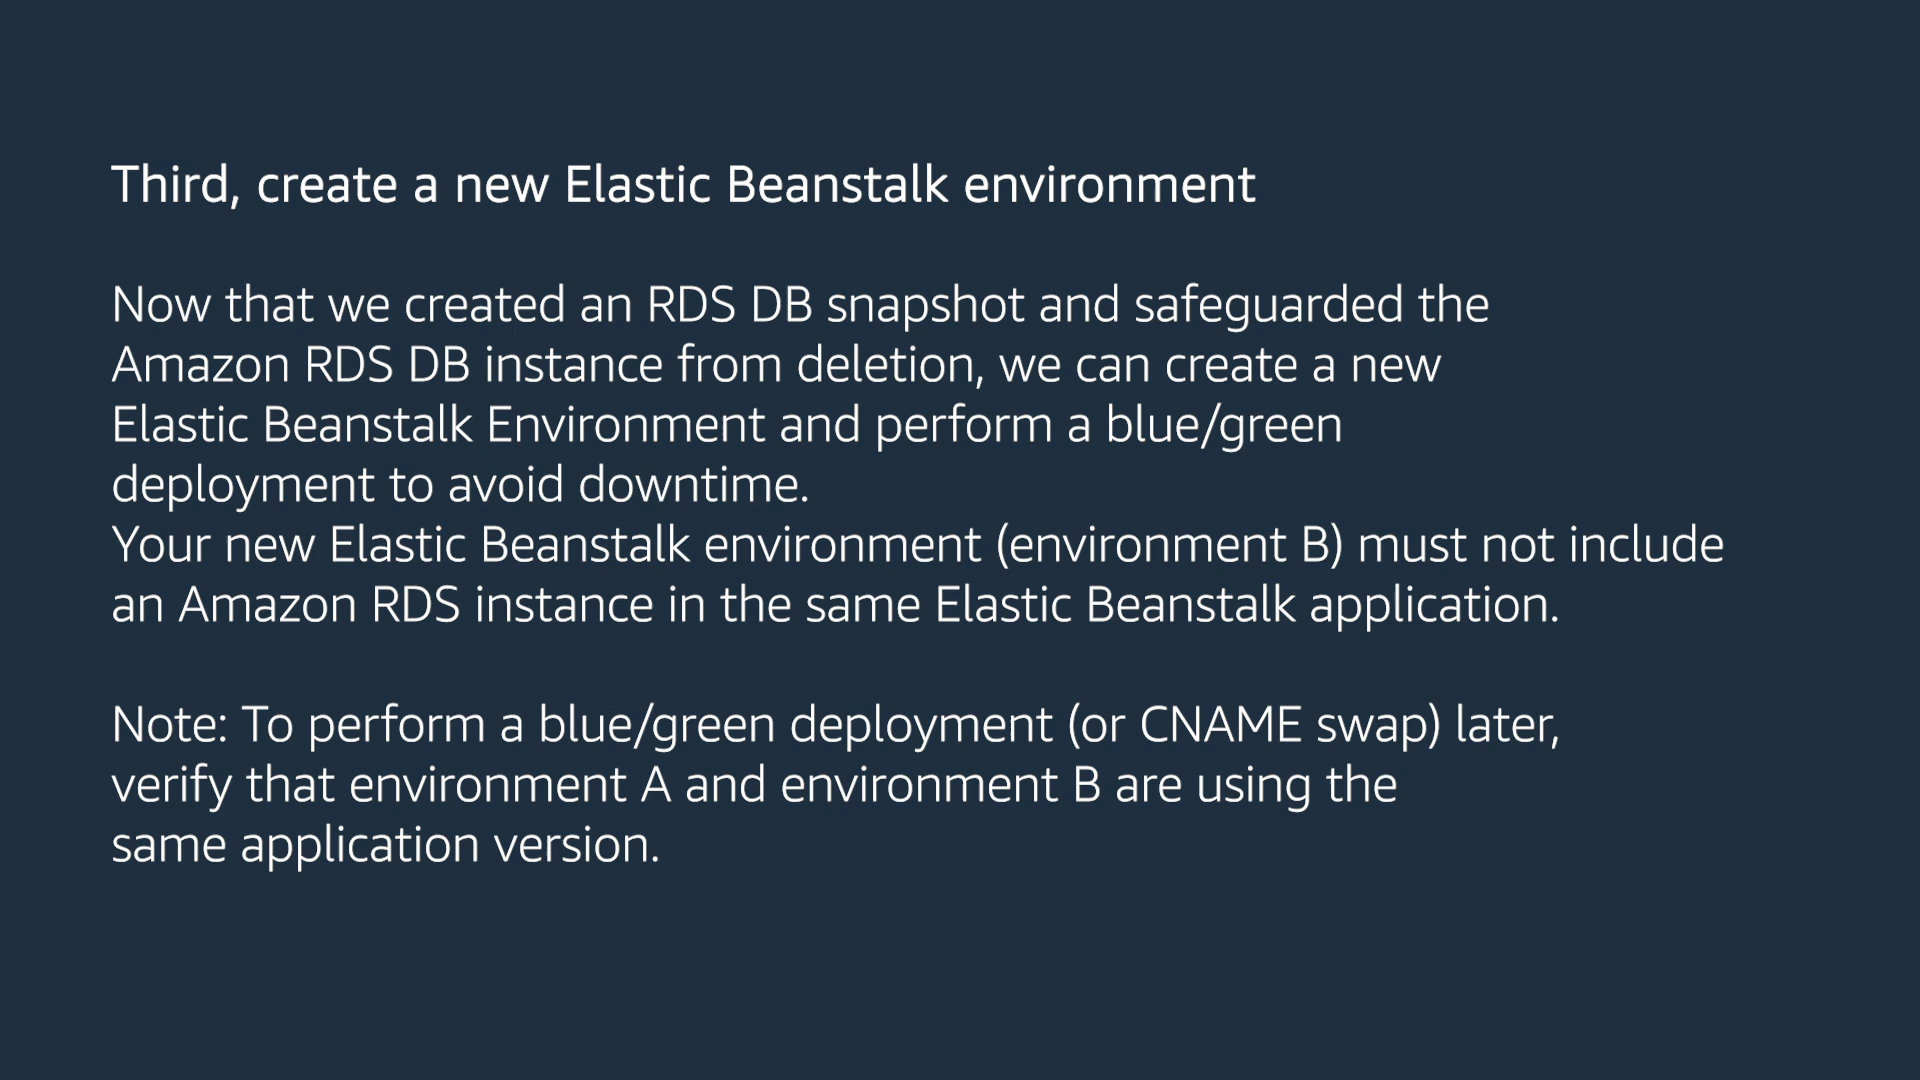 Third, create a new Elastic Beanstalk environment
Now that we created an RDS DB snapshot and safeguarded the
Amazon RDS DB instance from deletion, we can create a new
Elastic Beanstalk Environment and perform a blue/green
deployment to avoid downtime.
Your new Elastic Beanstalk environment (environment B) must not include
an Amazon RDS instance in the same Elastic Beanstalk application.
Note: To perform a blue/green deployment (or CNAME swap) later,
verify that environment A and environment B are using the
same application version.